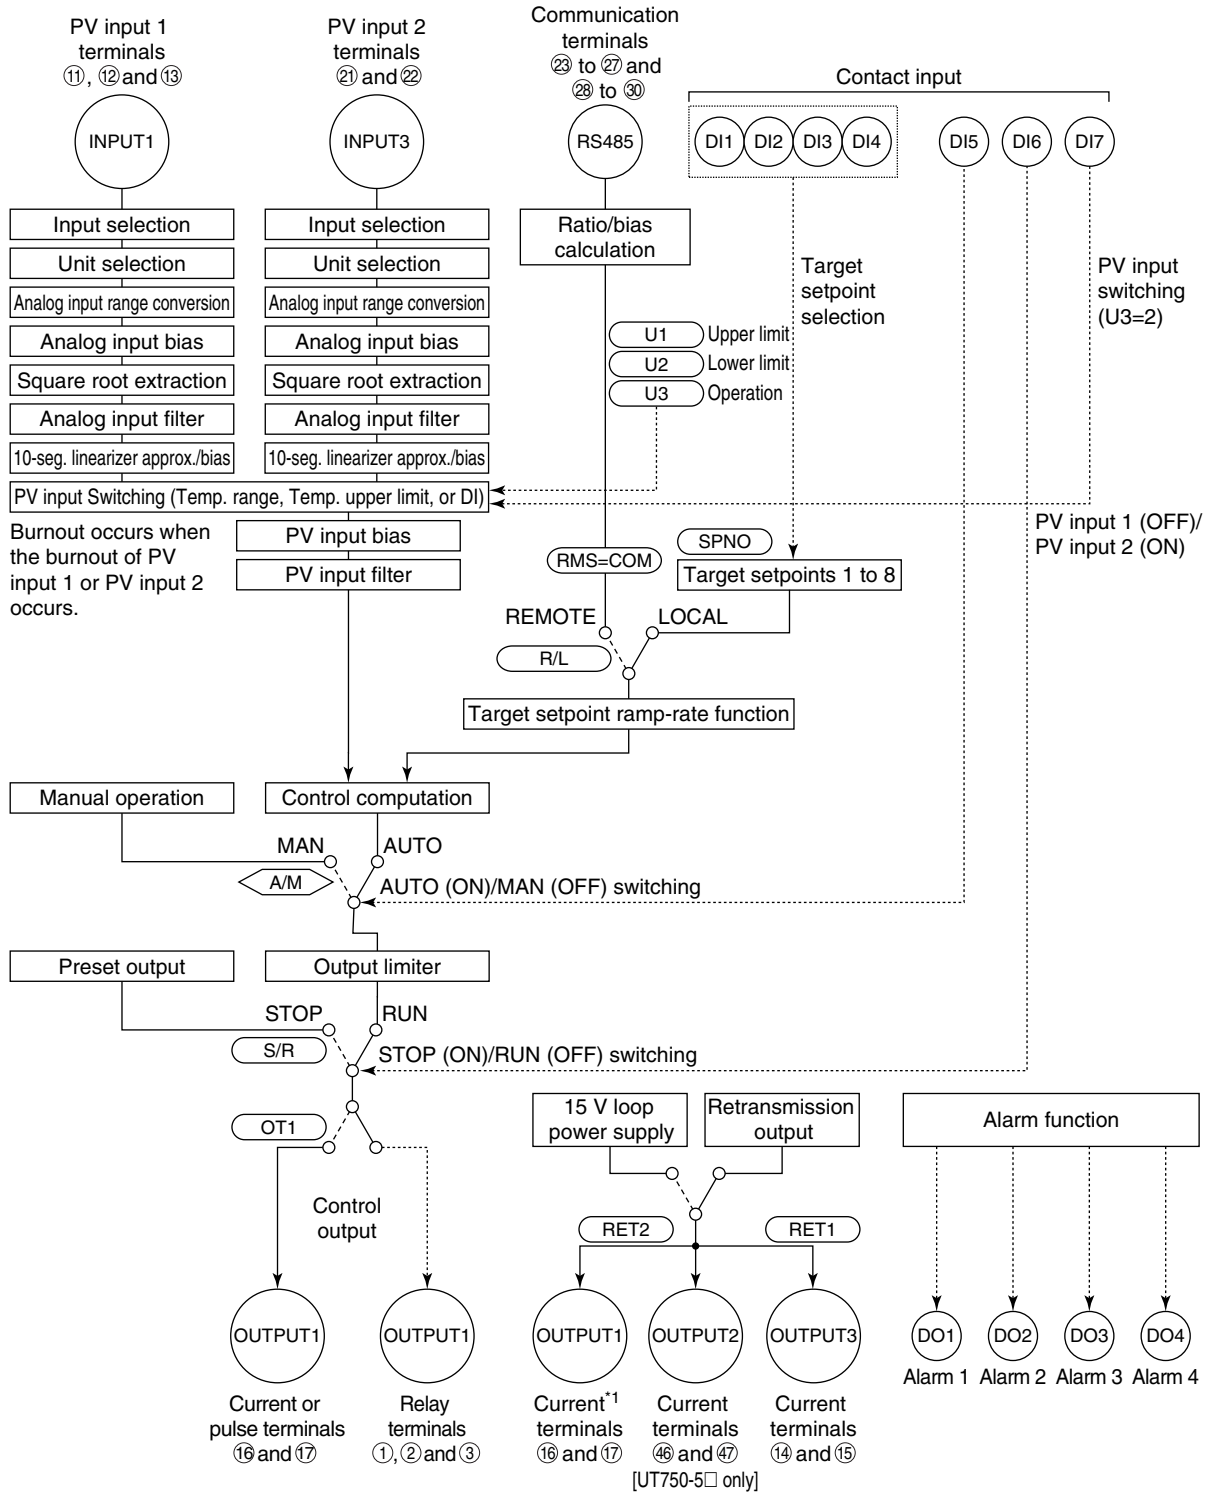 PV input 1
terminals
⑪, ⑫ and ⑬
PV input 2
terminals
㉑ and ㉒
Communication
terminals
㉓ to ㉗ and
㉘ to ㉚
Contact input
INPUT1
INPUT3
RS485
DI1
DI2
DI3
DI4
DI5
DI6
DI7
Input selection
Unit selection
Analog input range conversion
Analog input bias
Square root extraction
Analog input filter
10-seg. linearizer approx./bias
Input selection
Unit selection
Analog input range conversion
Analog input bias
Square root extraction
Analog input filter
10-seg. linearizer approx./bias
Ratio/bias
calculation
Target
setpoint
selection
PV input
switching
(U3=2)
U1 Upper limit
U2 Lower limit
U3 Operation
PV input Switching (Temp. range, Temp. upper limit, or DI)
Burnout occurs when
the burnout of PV
input 1 or PV input 2
occurs.
PV input bias
PV input filter
PV input 1 (OFF)/
PV input 2 (ON)
RMS=COM
SPNO
Target setpoints 1 to 8
REMOTE
LOCAL
R/L
Target setpoint ramp-rate function
Manual operation
Control computation
MAN
AUTO
A/M
AUTO (ON)/MAN (OFF) switching
Preset output
Output limiter
STOP
RUN
S/R
STOP (ON)/RUN (OFF) switching
OT1
Control
output
15 V loop
power supply
Retransmission
output
Alarm function
RET2
RET1
OUTPUT1
OUTPUT1
OUTPUT1
OUTPUT2
OUTPUT3
DO1
DO2
DO3
DO4
Alarm 1
Alarm 2
Alarm 3
Alarm 4
Current or
pulse terminals
⑯ and ⑰
Relay
terminals
①, ② and ③
Current*1
terminals
⑯ and ⑰
Current
terminals
㊻ and ㊼
[UT750-5□ only]
Current
terminals
⑭ and ⑮